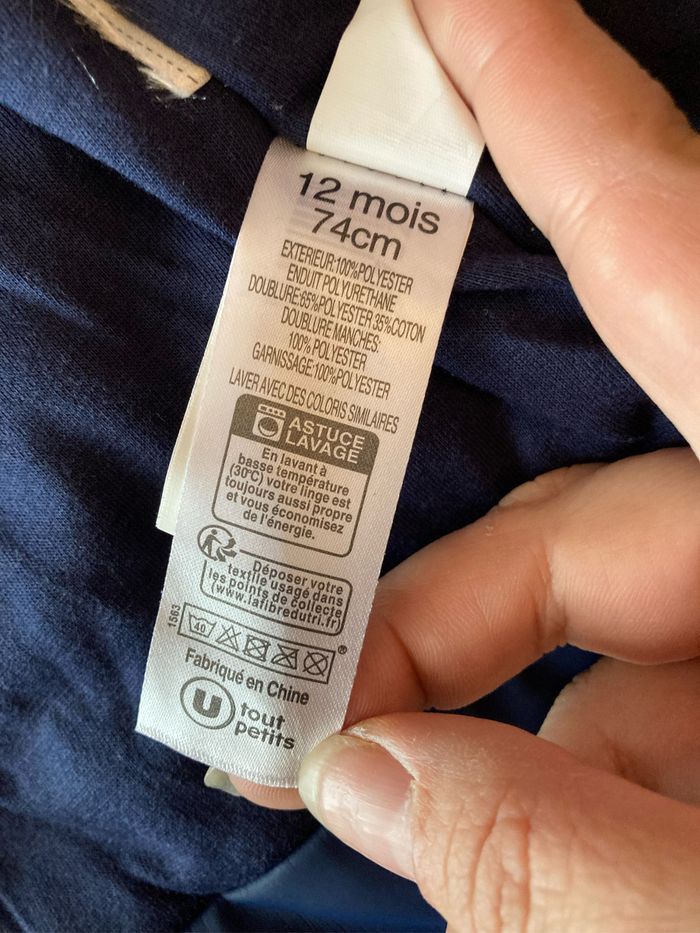 12 mois
74cm
EXTERIEUR:100%POLYESTER
ENDUIT POLYURETHANE
DOUBLURE:65%POLYESTER 35%COTON
DOUBLURE MANCHES:
100% POLYESTER
GARNISSAGE:100%POLYESTER
LAVER AVEC DES COLORIS SIMILAIRES
ASTUCE
LAVAGE
En lavant à
basse température
(30°C) votre linge est
toujours aussi propre
et vous économisez
de l'énergie.
Déposer votre
textile usagé dans
les points de collecte
(www.lafibredutri.fr)
1563
40
®
Fabriqué en Chine
U tout
petits